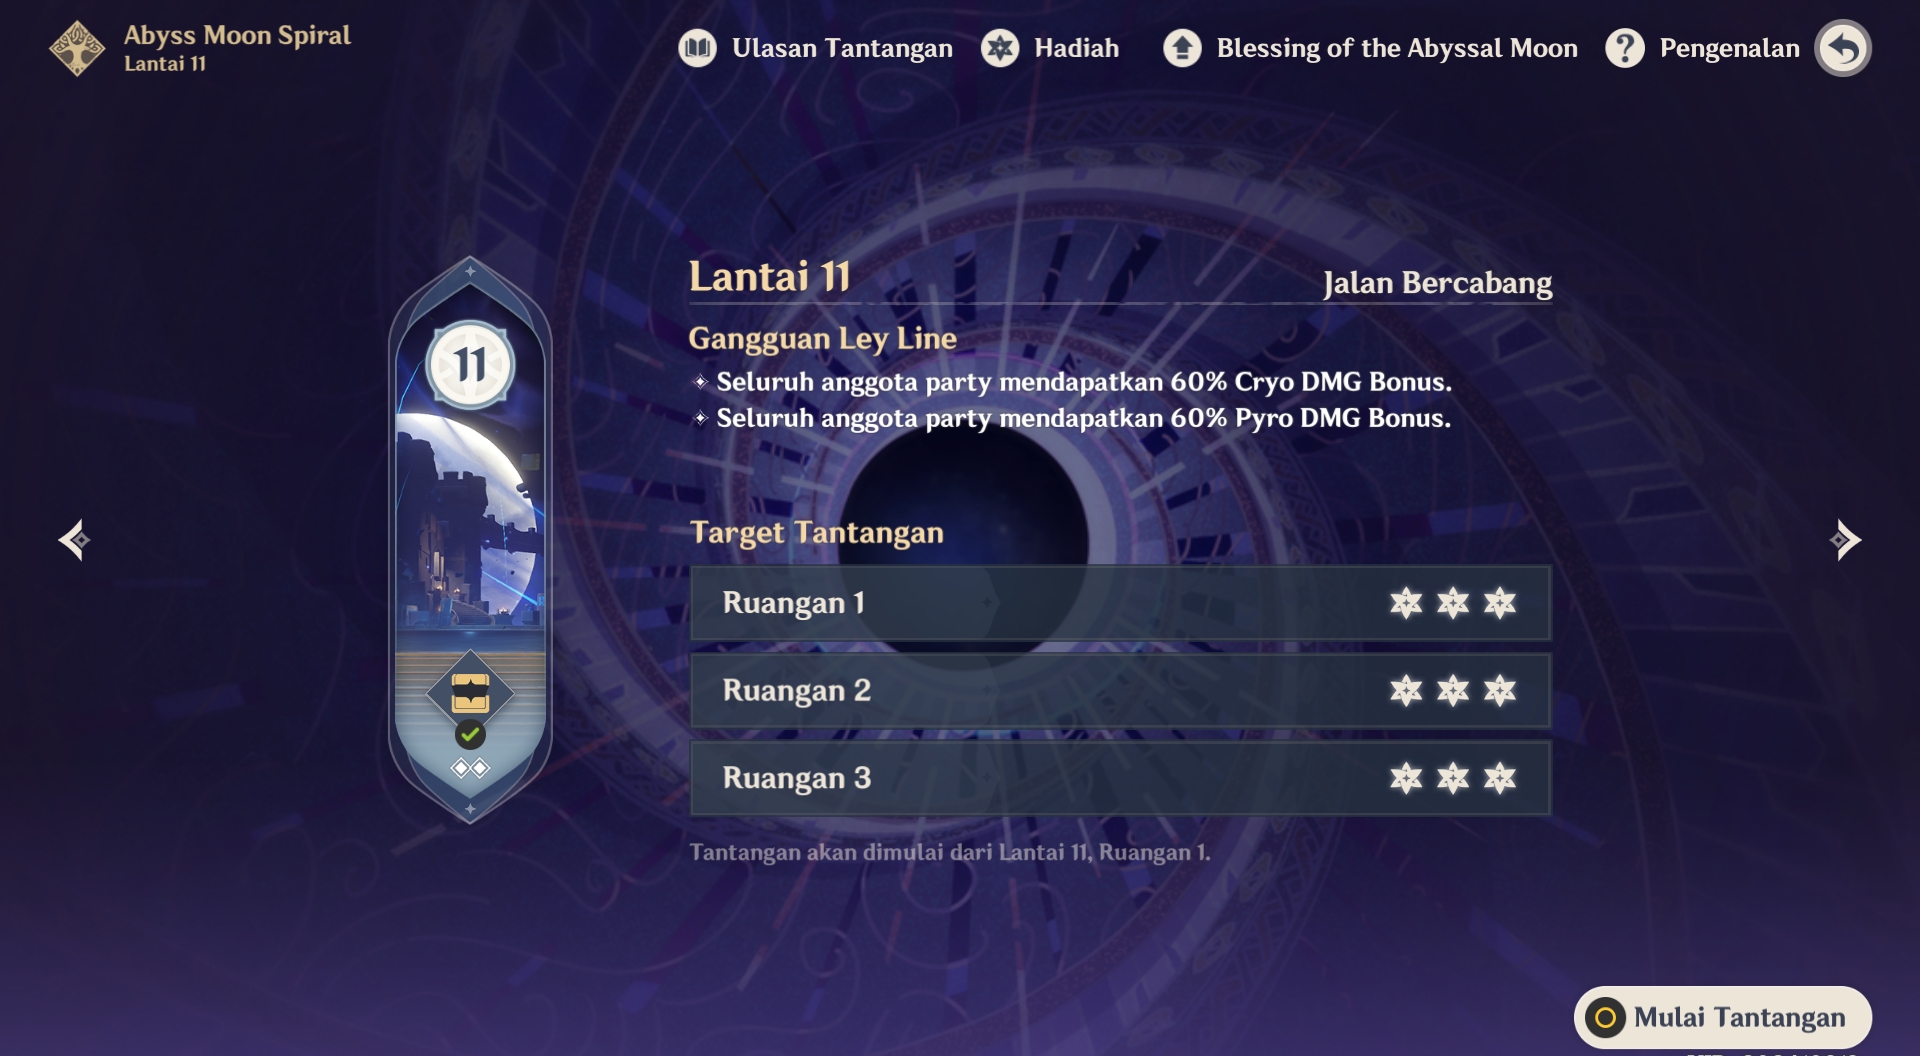 Abyss Moon Spiral
Lantai 11
Ulasan Tantangan
Hadiah
Blessing of the Abyssal Moon
Pengenalan
11
Lantai 11
Jalan Bercabang
Gangguan Ley Line
Seluruh anggota party mendapatkan 60% Cryo DMG Bonus.
Seluruh anggota party mendapatkan 60% Pyro DMG Bonus.
Target Tantangan
Ruangan 1
Ruangan 2
Ruangan 3
Tantangan akan dimulai dari Lantai 11, Ruangan 1.
Mulai Tantangan